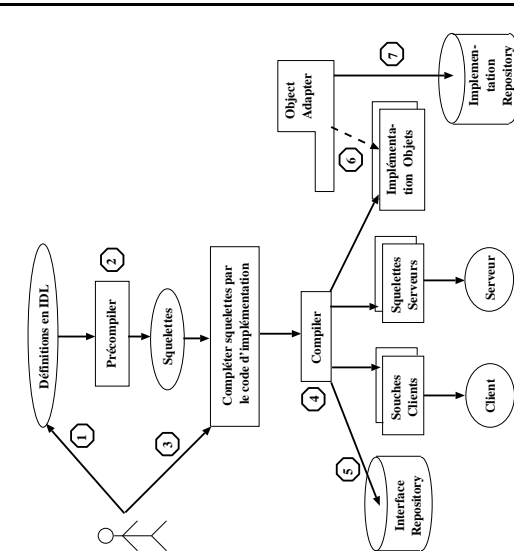 Définitions en IDL
1
2
Précompiler
Squelettes
3
Compléter squelettes par
le code d'implémentation
4
Compiler
5
Interface
Repository
Souches
Clients
Client
Squelettes
Serveurs
Serveur
Implémenta-
tion Objets
6
Object
Adapter
7
Implemen-
tation
Repository